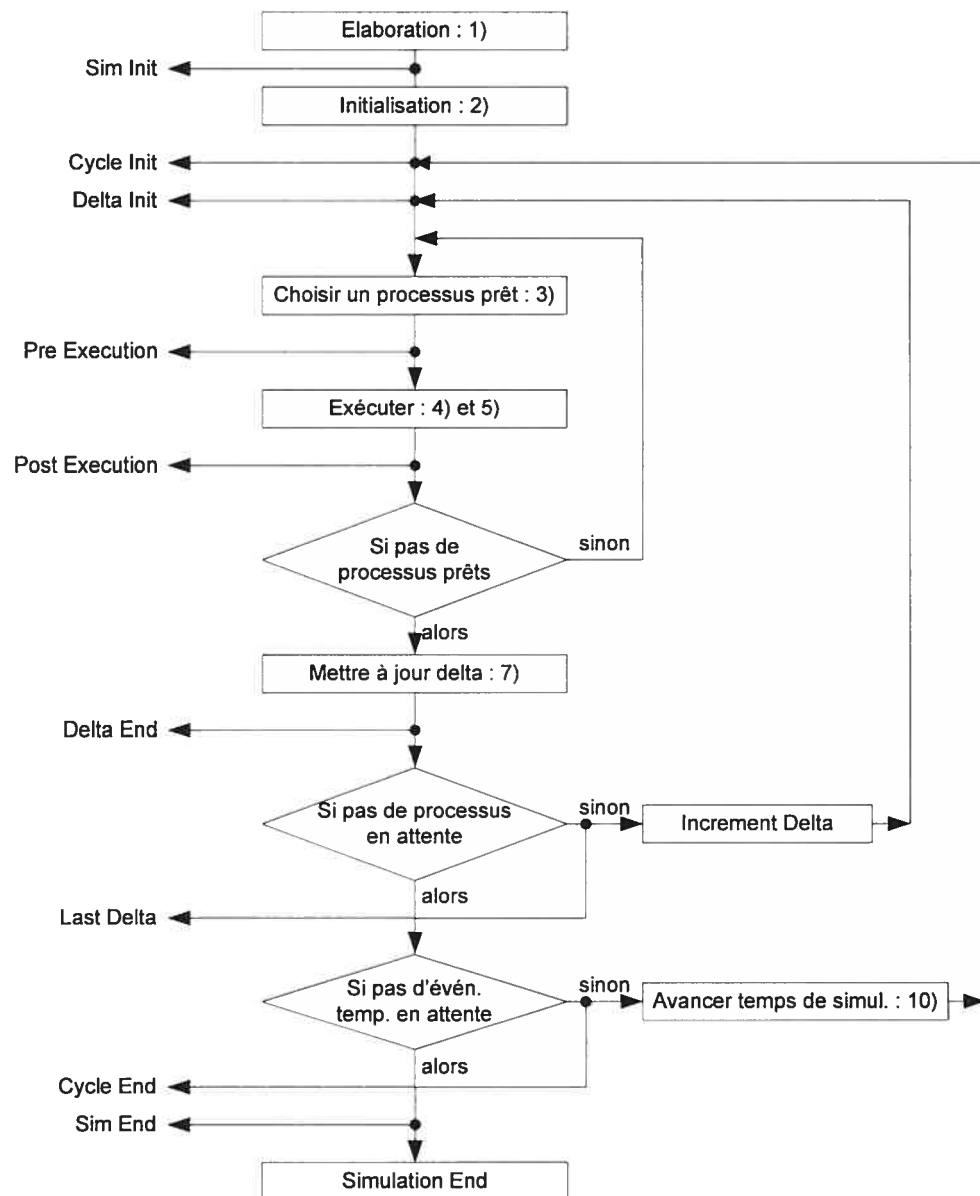 Elaboration : 1)
Sim Init
Initialisation : 2)
Cycle Init
Delta Init
Choisir un processus prêt : 3)
Pre Execution
Exécuter : 4) et 5)
Post Execution
Si pas de
processus prêts
sinon
alors
Mettre à jour delta : 7)
Delta End
Si pas de processus
en attente
sinon
Increment Delta
alors
Last Delta
Si pas d'évén.
temp. en attente
sinon
Avancer temps de simul. : 10)
alors
Cycle End
Sim End
Simulation End